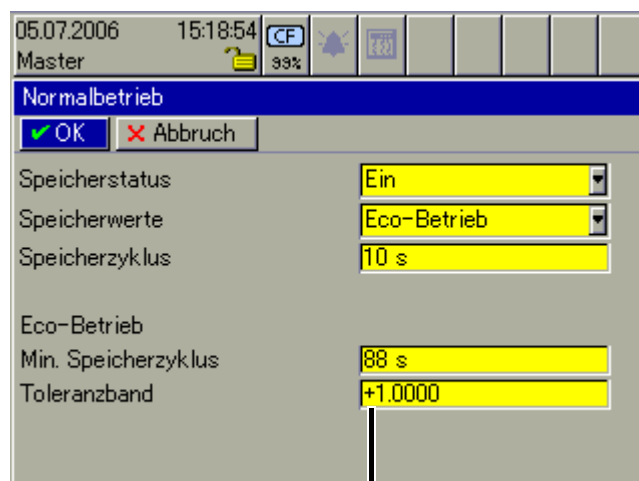 05.07.2006 15:18:54 CF
Master 99%
Normalbetrieb
OK Abbruch
Speicherstatus Ein
Speicherwerte Eco-Betrieb
Speicherzyklus 10 s
Eco-Betrieb
Min. Speicherzyklus 88 s
Toleranzband +1.0000